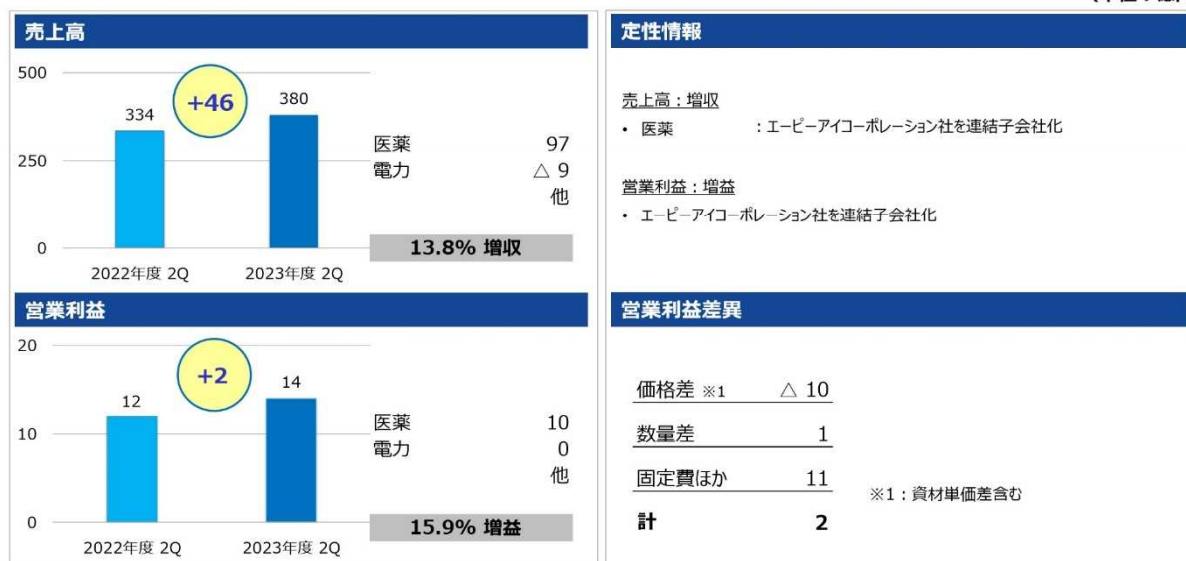 売上高
500
250
0
334
+46
380
2022年度 2Q
2023年度 2Q
医薬 97
電力 △ 9
他
13.8% 増収
定性情報
売上高：増収
• 医薬 ：エーピーアイコーポレーション社を連結子会社化
営業利益：増益
• エーピーアイコーポレーション社を連結子会社化
営業利益
20
10
0
12
+2
14
2022年度 2Q
2023年度 2Q
医薬 10
電力 0
他
15.9% 増益
営業利益差異
価格差 ※1 △ 10
数量差 1
固定費ほか 11
計 2
※1：資材単価差含む